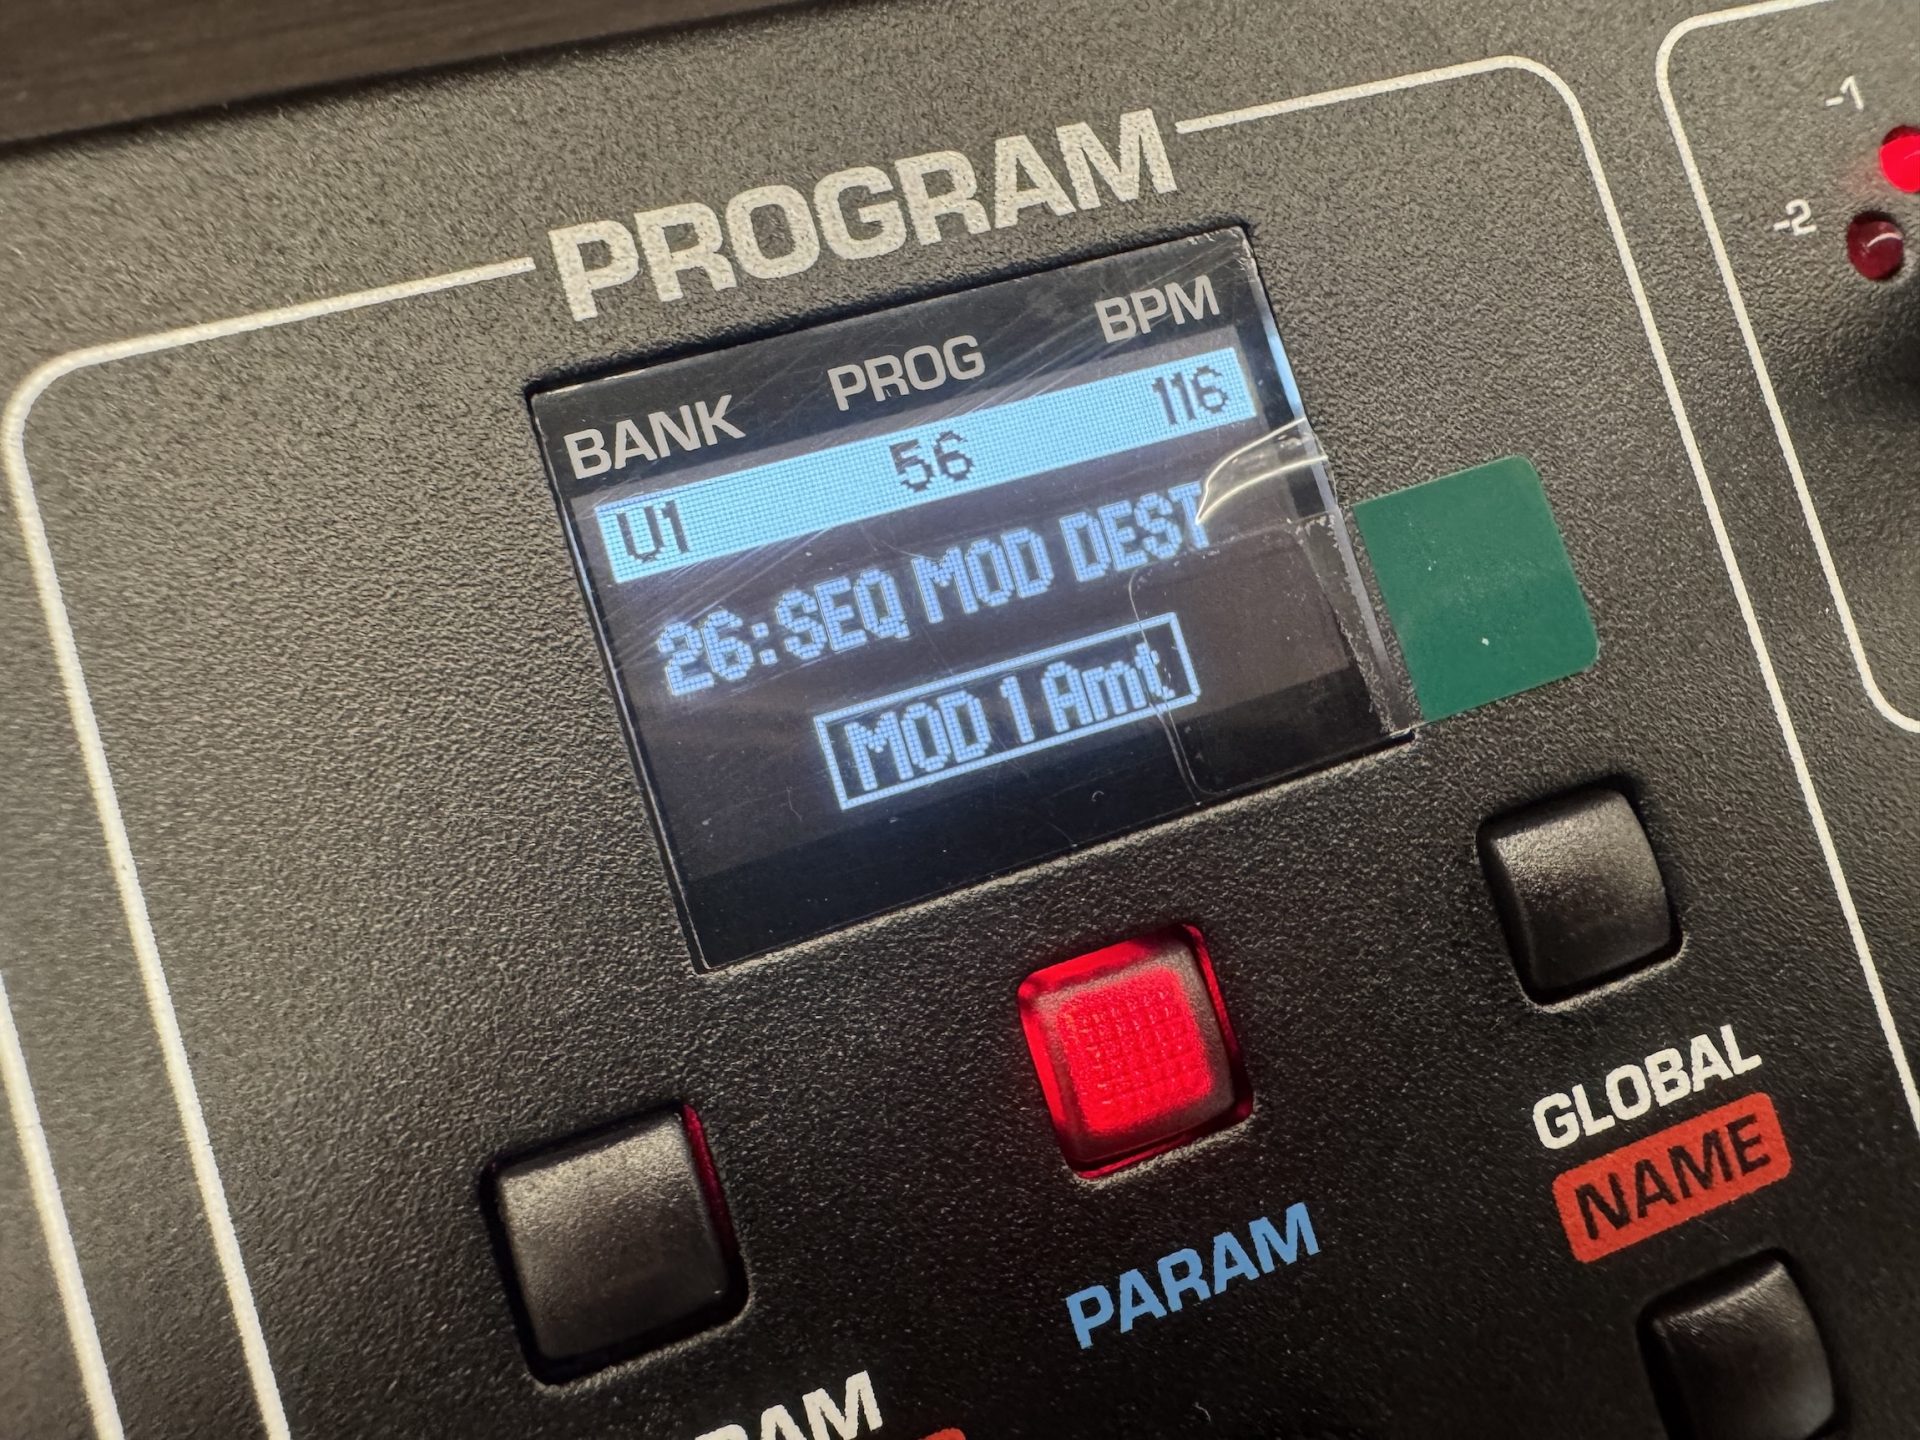 PROGRAM
BANK PROG BPM
U1 56 116
26:SEQ MOD DEST
MOD 1 Amt
-1
-2
GLOBAL
NAME
PARAM